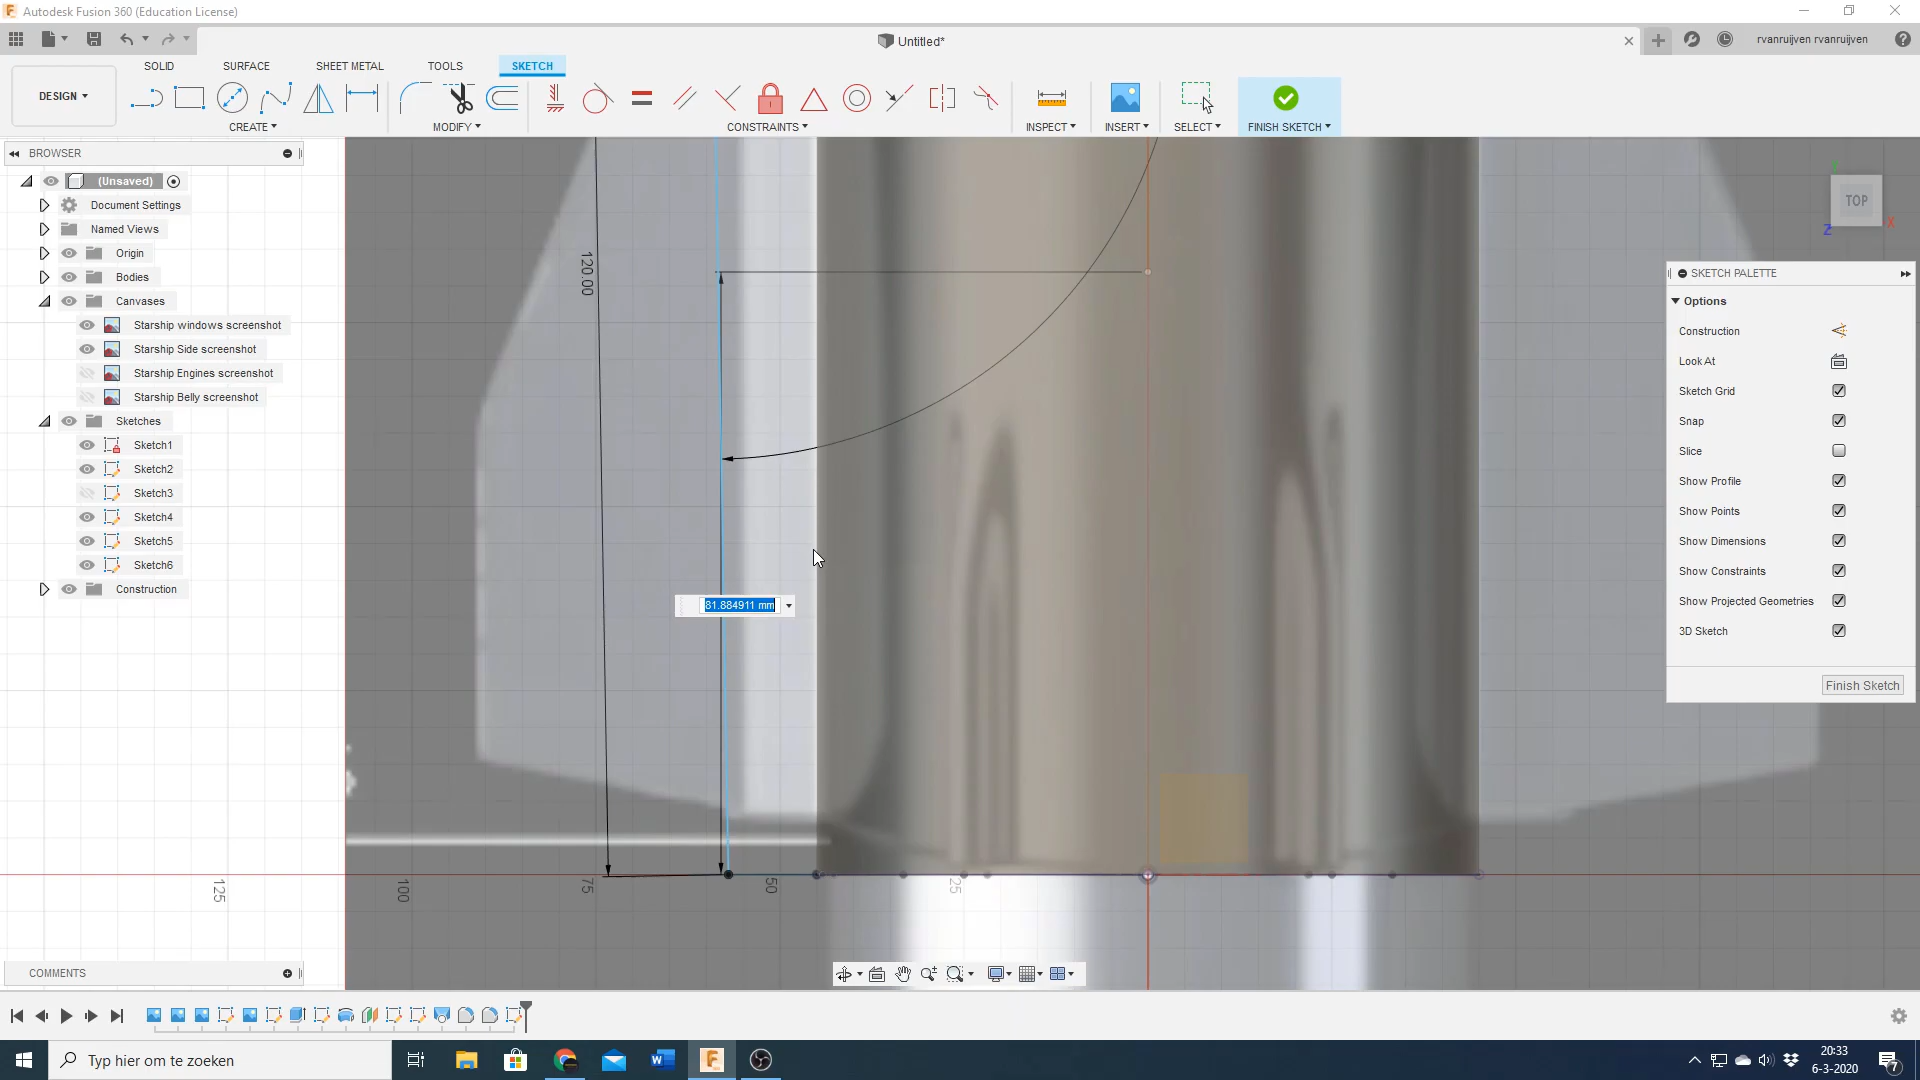 Autodesk Fusion 360 (Education License)
Untitled*
rvanruijven rvanruijven
DESIGN
SOLID
SURFACE
SHEET METAL
TOOLS
SKETCH
CREATE
MODIFY
CONSTRAINTS
INSPECT
INSERT
SELECT
FINISH SKETCH
BROWSER
(Unsaved)
Document Settings
Named Views
Origin
Bodies
Canvases
Starship windows screenshot
Starship Side screenshot
Starship Engines screenshot
Starship Belly screenshot
Sketches
Sketch1
Sketch2
Sketch3
Sketch4
Sketch5
Sketch6
Construction
120.00
81.884911 mm
125
100
75
50
25
TOP
X
Z
SKETCH PALETTE
Options
Construction
Look At
Sketch Grid
Snap
Slice
Show Profile
Show Points
Show Dimensions
Show Constraints
Show Projected Geometries
3D Sketch
Finish Sketch
COMMENTS
Typ hier om te zoeken
20:33
6-3-2020
7